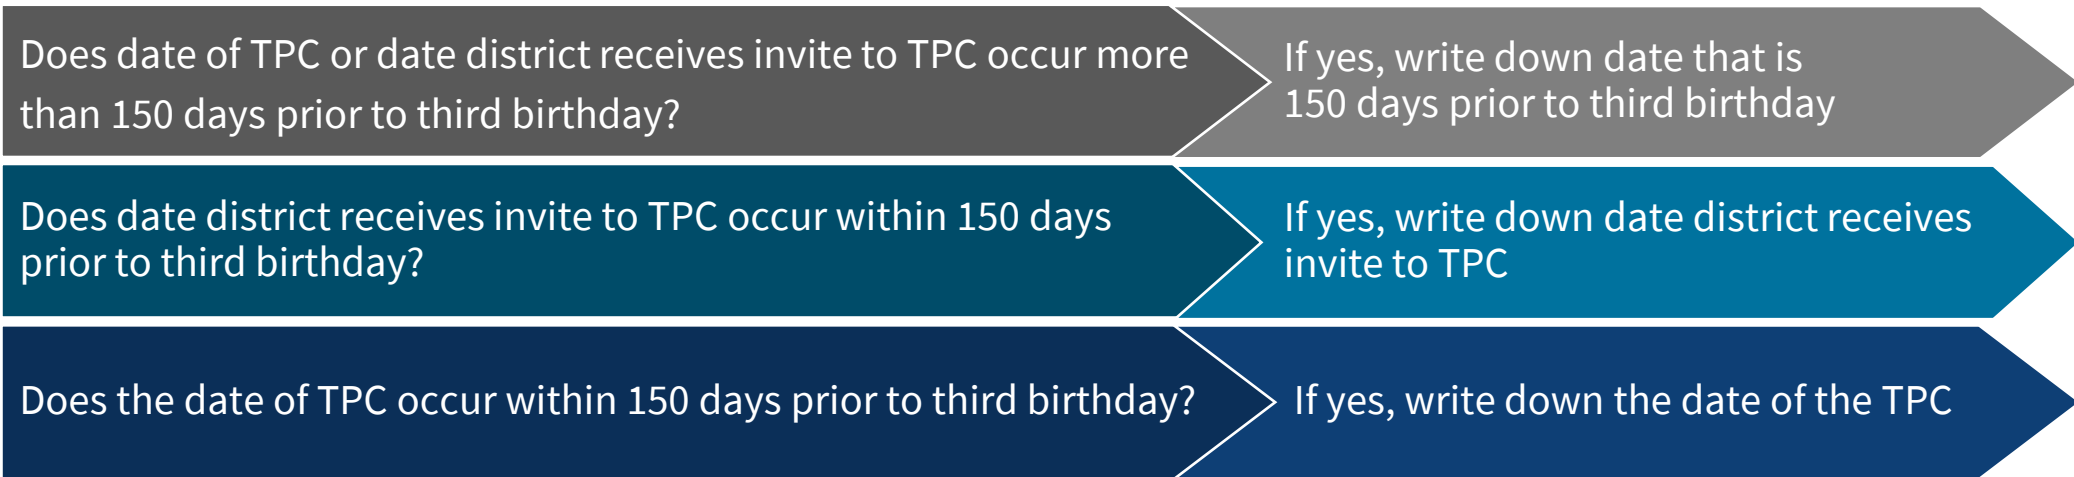 Does date of TPC or date district receives invite to TPC occur more
than 150 days prior to third birthday?
If yes, write down date that is
150 days prior to third birthday
Does date district receives invite to TPC occur within 150 days
prior to third birthday?
If yes, write down date district receives
invite to TPC
Does the date of TPC occur within 150 days prior to third birthday?
If yes, write down the date of the TPC